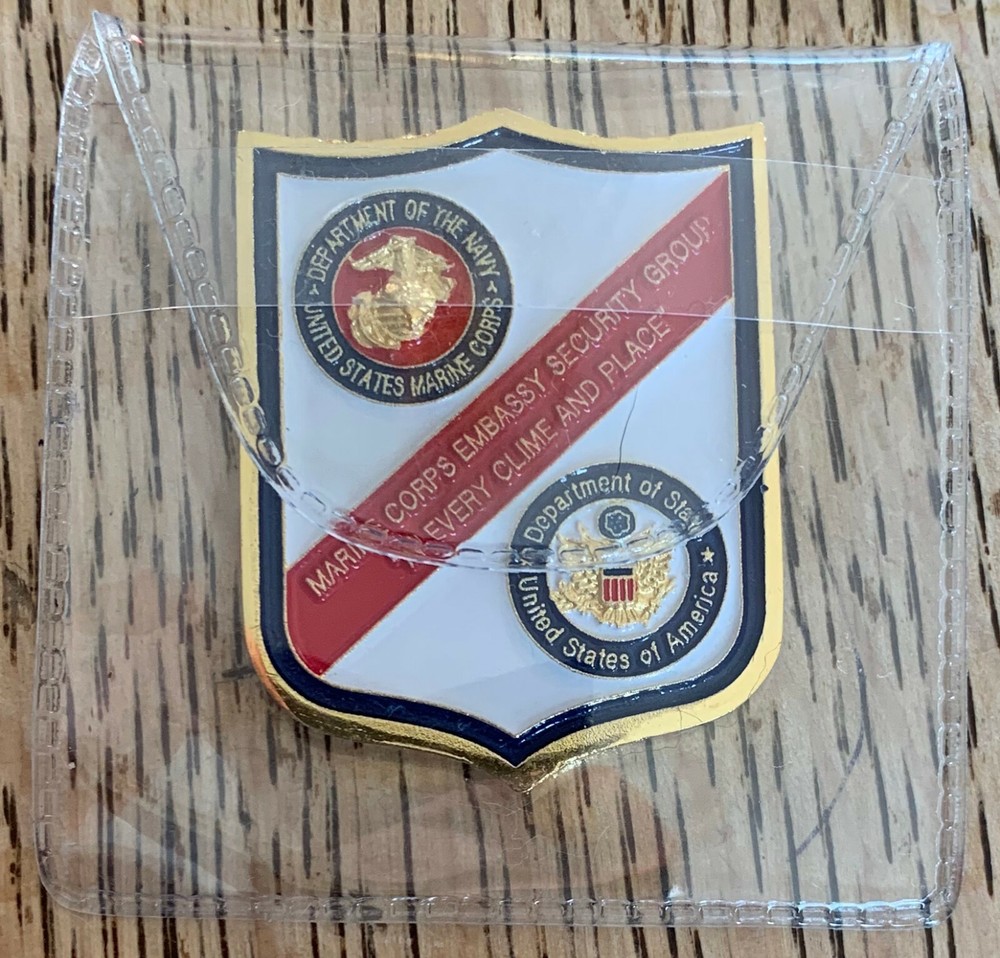 DEPARTMENT OF THE NAVY
UNITED STATES MARINE CORPS
CORPS EMBASSY SECURITY GROUP
EVERY CLIME AND PLACE"
Department of State
United States of America